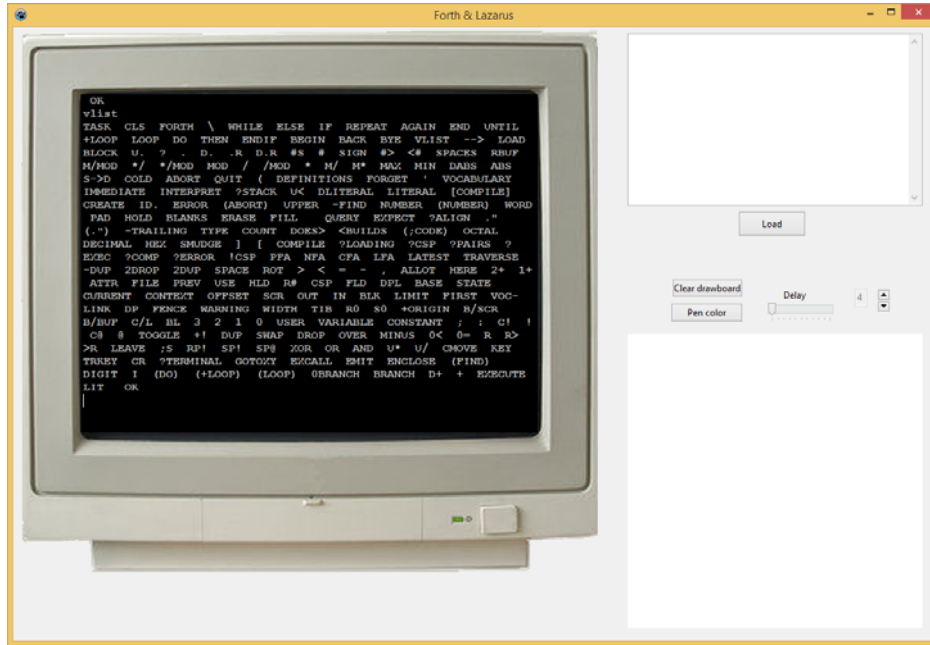 Forth & Lazarus
OK
vlist
TASK CLS FORTH \ WHILE ELSE IF REPEAT AGAIN END UNTIL
+LOOP LOOP DO THEN ENDIF BEGIN BACK BYE VLIST --> LOAD
BLOCK U. ? . D. .R D.R #S # SIGN #> <# SPACES RBUF
M/MOD */ */MOD MOD / /MOD * M/ M* MAX MIN DABS ABS
S->D COLD ABORT QUIT ( DEFINITIONS FORGET ' VOCABULARY
IMMEDIATE INTERPRET ?STACK U< DLITERAL LITERAL [COMPILE]
CREATE ID. ERROR (ABORT) UPPER -FIND NUMBER (NUMBER) WORD
PAD HOLD BLANKS ERASE FILL QUERY EXPECT ?ALIGN ."
(.") -TRAILING TYPE COUNT DOES> <BUILDS (;CODE) OCTAL
DECIMAL HEX SMUDGE ] [ COMPILE ?LOADING ?CSP ?PAIRS ?
EXEC ?COMP ?ERROR !CSP PFA NFA CFA LFA LATEST TRAVERSE
-DUP 2DROP 2DUP SPACE ROT > < = - , ALLOT HERE 2+ 1+
ATTR FILE PREV USE HLD R# CSP FLD DPL BASE STATE
CURRENT CONTEXT OFFSET SCR OUT IN BLK LIMIT FIRST VOC-
LINK DP FENCE WARNING WIDTH TIB R0 S0 +ORIGIN B/SCR
B/BUF C/L BL 3 2 1 0 USER VARIABLE CONSTANT ; : C! !
C@ @ TOGGLE +! DUP SWAP DROP OVER MINUS 0< 0= R R>
>R LEAVE ;S RP! SP! SP@ XOR OR AND U* U/ CMOVE KEY
TRKEY CR ?TERMINAL GOTOXY EXCALL EMIT ENCLOSE (FIND)
DIGIT I (DO) (+LOOP) (LOOP) 0BRANCH BRANCH D+ + EXECUTE
LIT OK
Load
Clear drawboard
Delay
4
Pen color